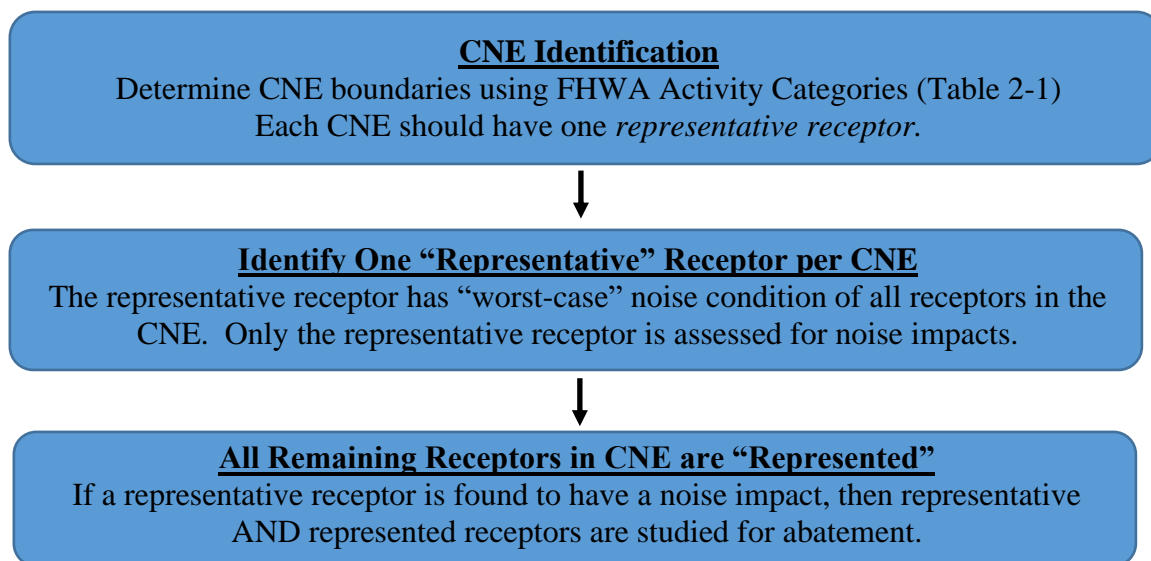 CNE Identification
Determine CNE boundaries using FHWA Activity Categories (Table 2-1)
Each CNE should have one representative receptor.
Identify One “Representative” Receptor per CNE
The representative receptor has “worst-case” noise condition of all receptors in the
CNE.  Only the representative receptor is assessed for noise impacts.
All Remaining Receptors in CNE are “Represented”
If a representative receptor is found to have a noise impact, then representative
AND represented receptors are studied for abatement.